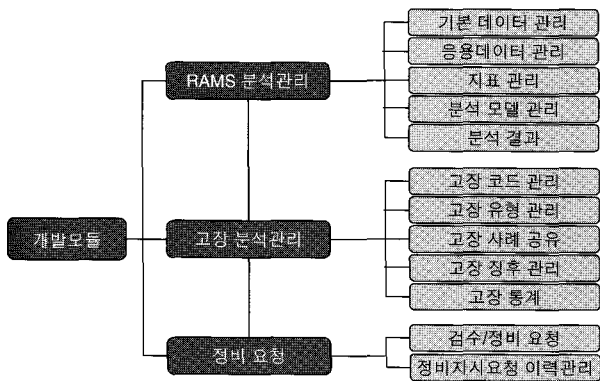 개발모듈
RAMS 분석관리
기본 데이터 관리
응용데이터 관리
지표 관리
분석 모델 관리
분석 결과
고장 분석관리
고장 코드 관리
고장 유형 관리
고장 사례 공유
고장 징후 관리
고장 통계
정비 요청
검수/정비 요청
정비지시요청 이력관리